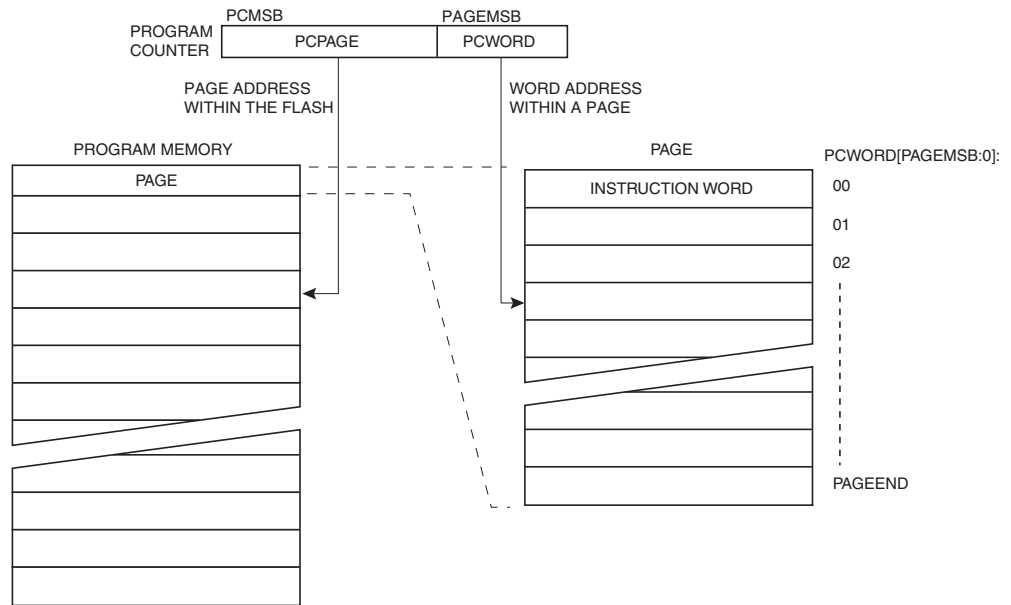 PCMSB
PAGEMSB
PROGRAM
COUNTER
PCPAGE
PCWORD
PAGE ADDRESS
WITHIN THE FLASH
WORD ADDRESS
WITHIN A PAGE
PROGRAM MEMORY
PAGE
PAGE
PCWORD[PAGEMSB:0]:
INSTRUCTION WORD
00
01
02
PAGEEND